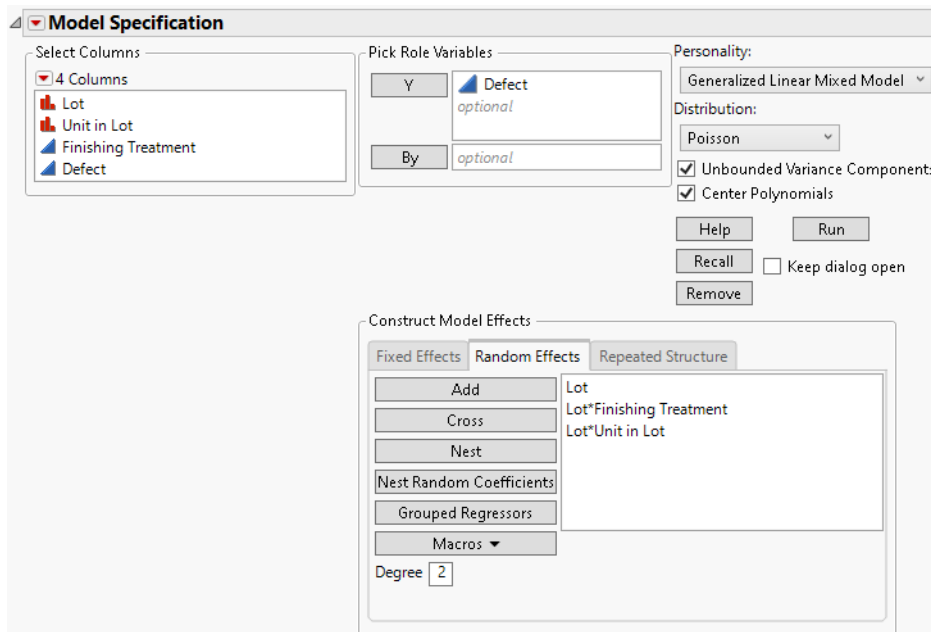 Model Specification
Select Columns
4 Columns
Lot
Unit in Lot
Finishing Treatment
Defect
Pick Role Variables
Y
Defect
optional
By
optional
Personality:
Generalized Linear Mixed Model
Distribution:
Poisson
Unbounded Variance Components
Center Polynomials
Help
Run
Recall
Keep dialog open
Remove
Construct Model Effects
Fixed Effects
Random Effects
Repeated Structure
Add
Cross
Nest
Nest Random Coefficients
Grouped Regressors
Macros
Degree 2
Lot
Lot*Finishing Treatment
Lot*Unit in Lot